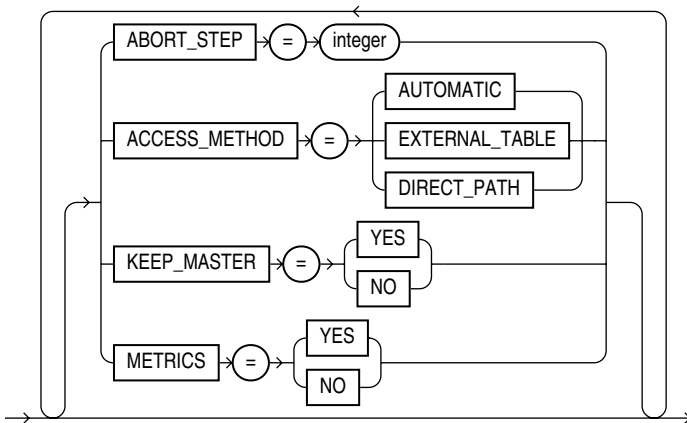 ABORT_STEP = integer
AUTOMATIC
ACCESS_METHOD = EXTERNAL_TABLE
DIRECT_PATH
YES
KEEP_MASTER =
NO
YES
METRICS =
NO